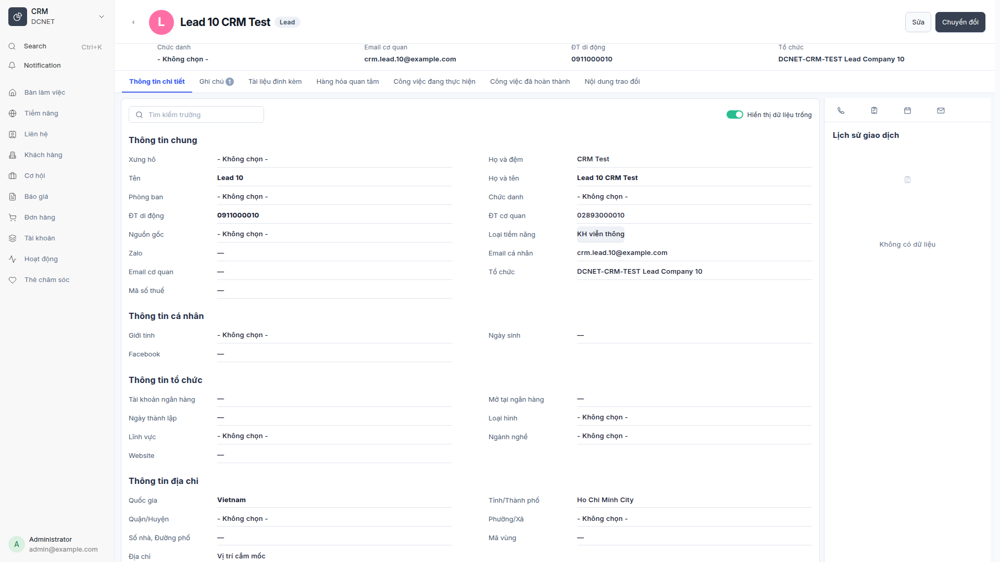 CRM
DCNET
Search Ctrl+K
Notification
Bàn làm việc
Tiềm năng
Liên hệ
Khách hàng
Cơ hội
Báo giá
Đơn hàng
Tài khoản
Hoạt động
Thẻ chăm sóc
A
Administrator
admin@example.com
L
Lead 10 CRM Test Lead
Sửa Chuyển đổi
Chức danh Email cơ quan ĐT di động Tổ chức
- Không chọn - crm.lead.10@example.com 0911000010 DCNET-CRM-TEST Lead Company 10
Thông tin chi tiết Ghi chú 1 Tài liệu đính kèm Hàng hóa quan tâm Công việc đang thực hiện Công việc đã hoàn thành Nội dung trao đổi
Tìm kiếm trường Hiển thị dữ liệu trống
Thông tin chung
Xưng hô - Không chọn - Họ và đệm CRM Test
Tên Lead 10 Họ và tên Lead 10 CRM Test
Phòng ban - Không chọn - Chức danh - Không chọn -
ĐT di động 0911000010 ĐT cơ quan 02893000010
Nguồn gốc - Không chọn - Loại tiềm năng KH viễn thông
Zalo — Email cá nhân crm.lead.10@example.com
Email cơ quan — Tổ chức DCNET-CRM-TEST Lead Company 10
Mã số thuế —
Thông tin cá nhân
Giới tính - Không chọn - Ngày sinh —
Facebook —
Thông tin tổ chức
Tài khoản ngân hàng — Mở tại ngân hàng —
Ngày thành lập — Loại hình - Không chọn -
Lĩnh vực - Không chọn - Ngành nghề - Không chọn -
Website —
Thông tin địa chỉ
Quốc gia Vietnam Tỉnh/Thành phố Ho Chi Minh City
Quận/Huyện - Không chọn - Phường/Xã - Không chọn -
Số nhà, Đường phố — Mã vùng —
Địa chỉ Vị trí cắm mốc
Lịch sử giao dịch
Không có dữ liệu